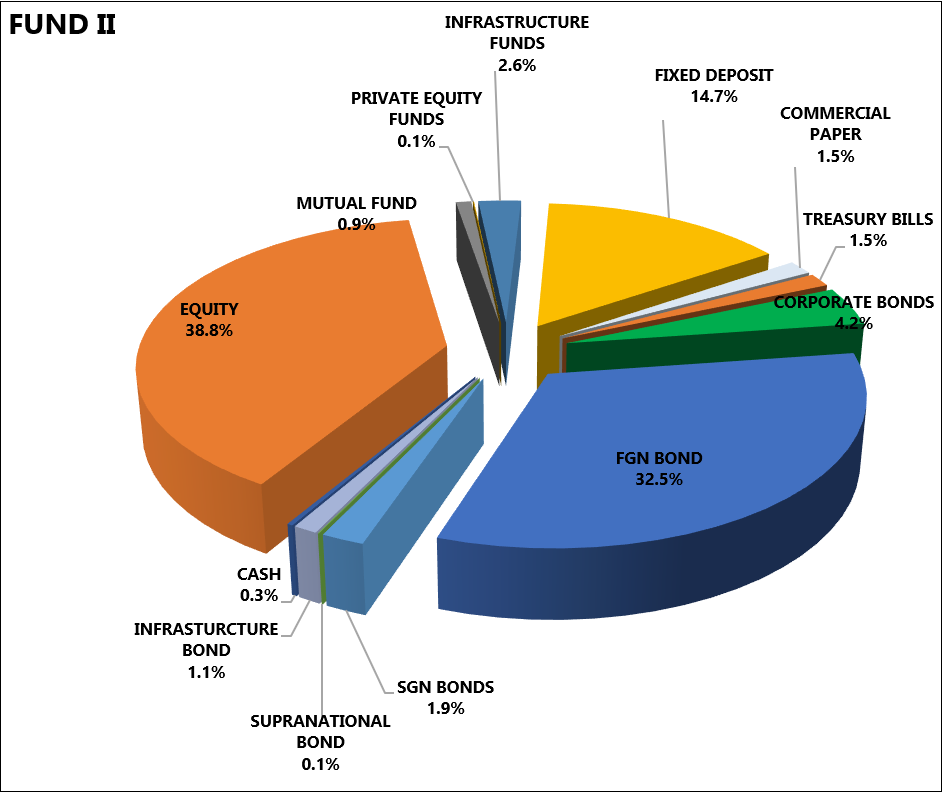 FUND II
INFRASTRUCTURE
FUNDS
2.6%
FIXED DEPOSIT
14.7%
PRIVATE EQUITY
FUNDS
0.1%
COMMERCIAL
PAPER
1.5%
MUTUAL FUND
0.9%
TREASURY BILLS
1.5%
EQUITY
38.8%
CORPORATE BONDS
4.2%
FGN BOND
32.5%
CASH
0.3%
INFRASTURCTURE
BOND
1.1%
SGN BONDS
1.9%
SUPRANATIONAL
BOND
0.1%